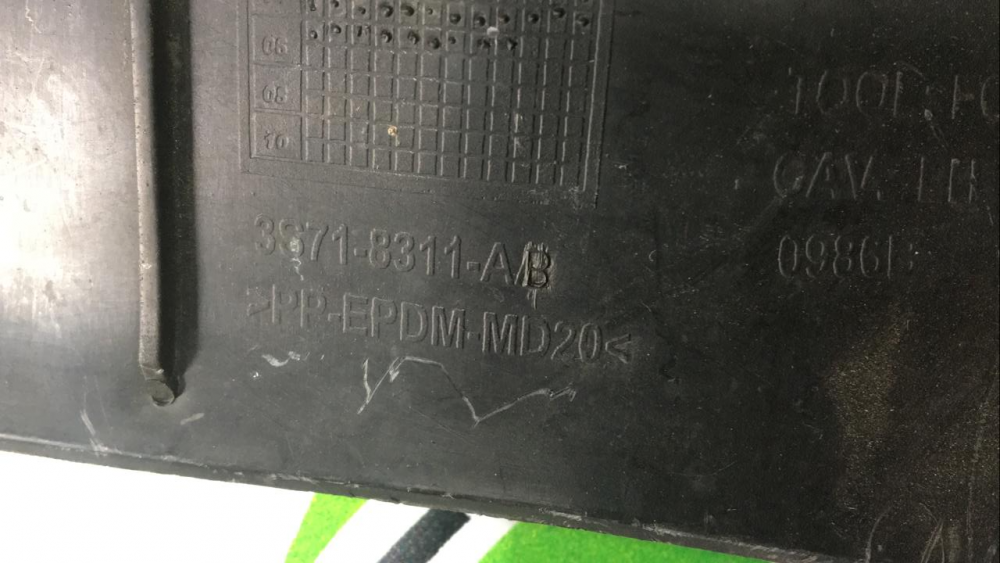 06
08
10
3S71-8311-AB
>PP-EPDM-MD20<
CAV.
0986